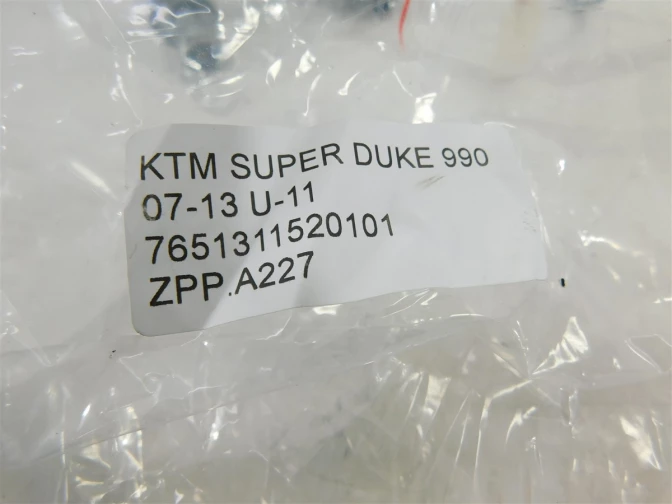 KTM SUPER DUKE 990
07-13 U-11
7651311520101
ZPP.A227